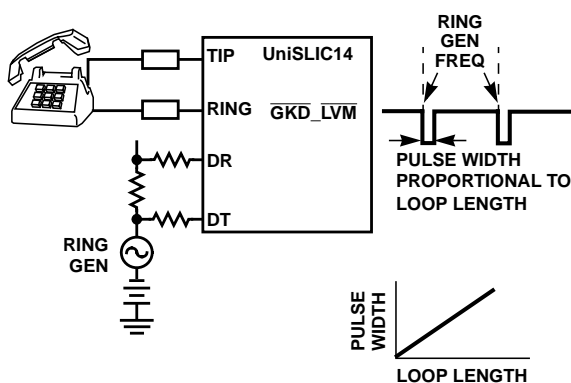 TIP
UniSLIC14
RING
GKD_LVM
DR
DT
RING
GEN
RING
GEN
FREQ
PULSE WIDTH
PROPORTIONAL TO
LOOP LENGTH
PULSE
WIDTH
LOOP LENGTH